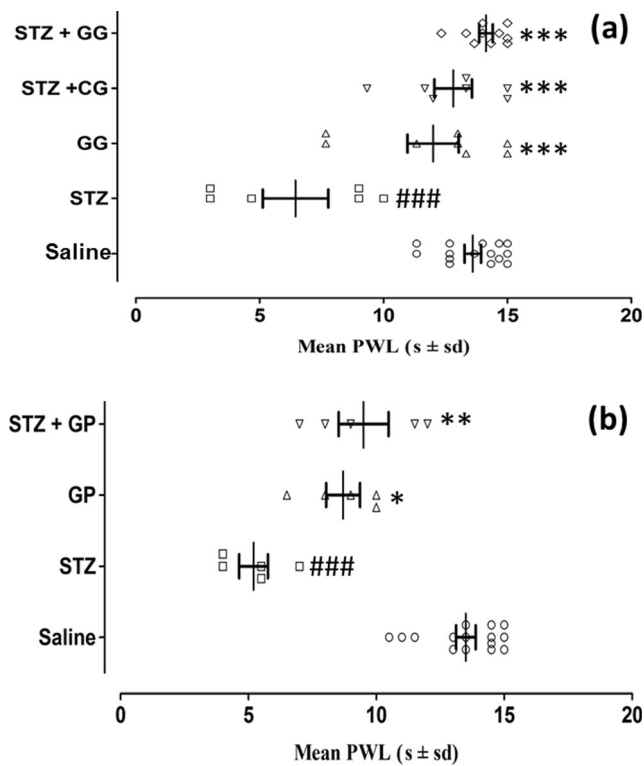 (a)
STZ + GG ***
STZ +CG ***
GG ***
STZ ###
Saline
0 5 10 15 20
Mean PWL (s ± sd)
(b)
STZ + GP **
GP *
STZ ###
Saline
0 5 10 15 20
Mean PWL (s ± sd)